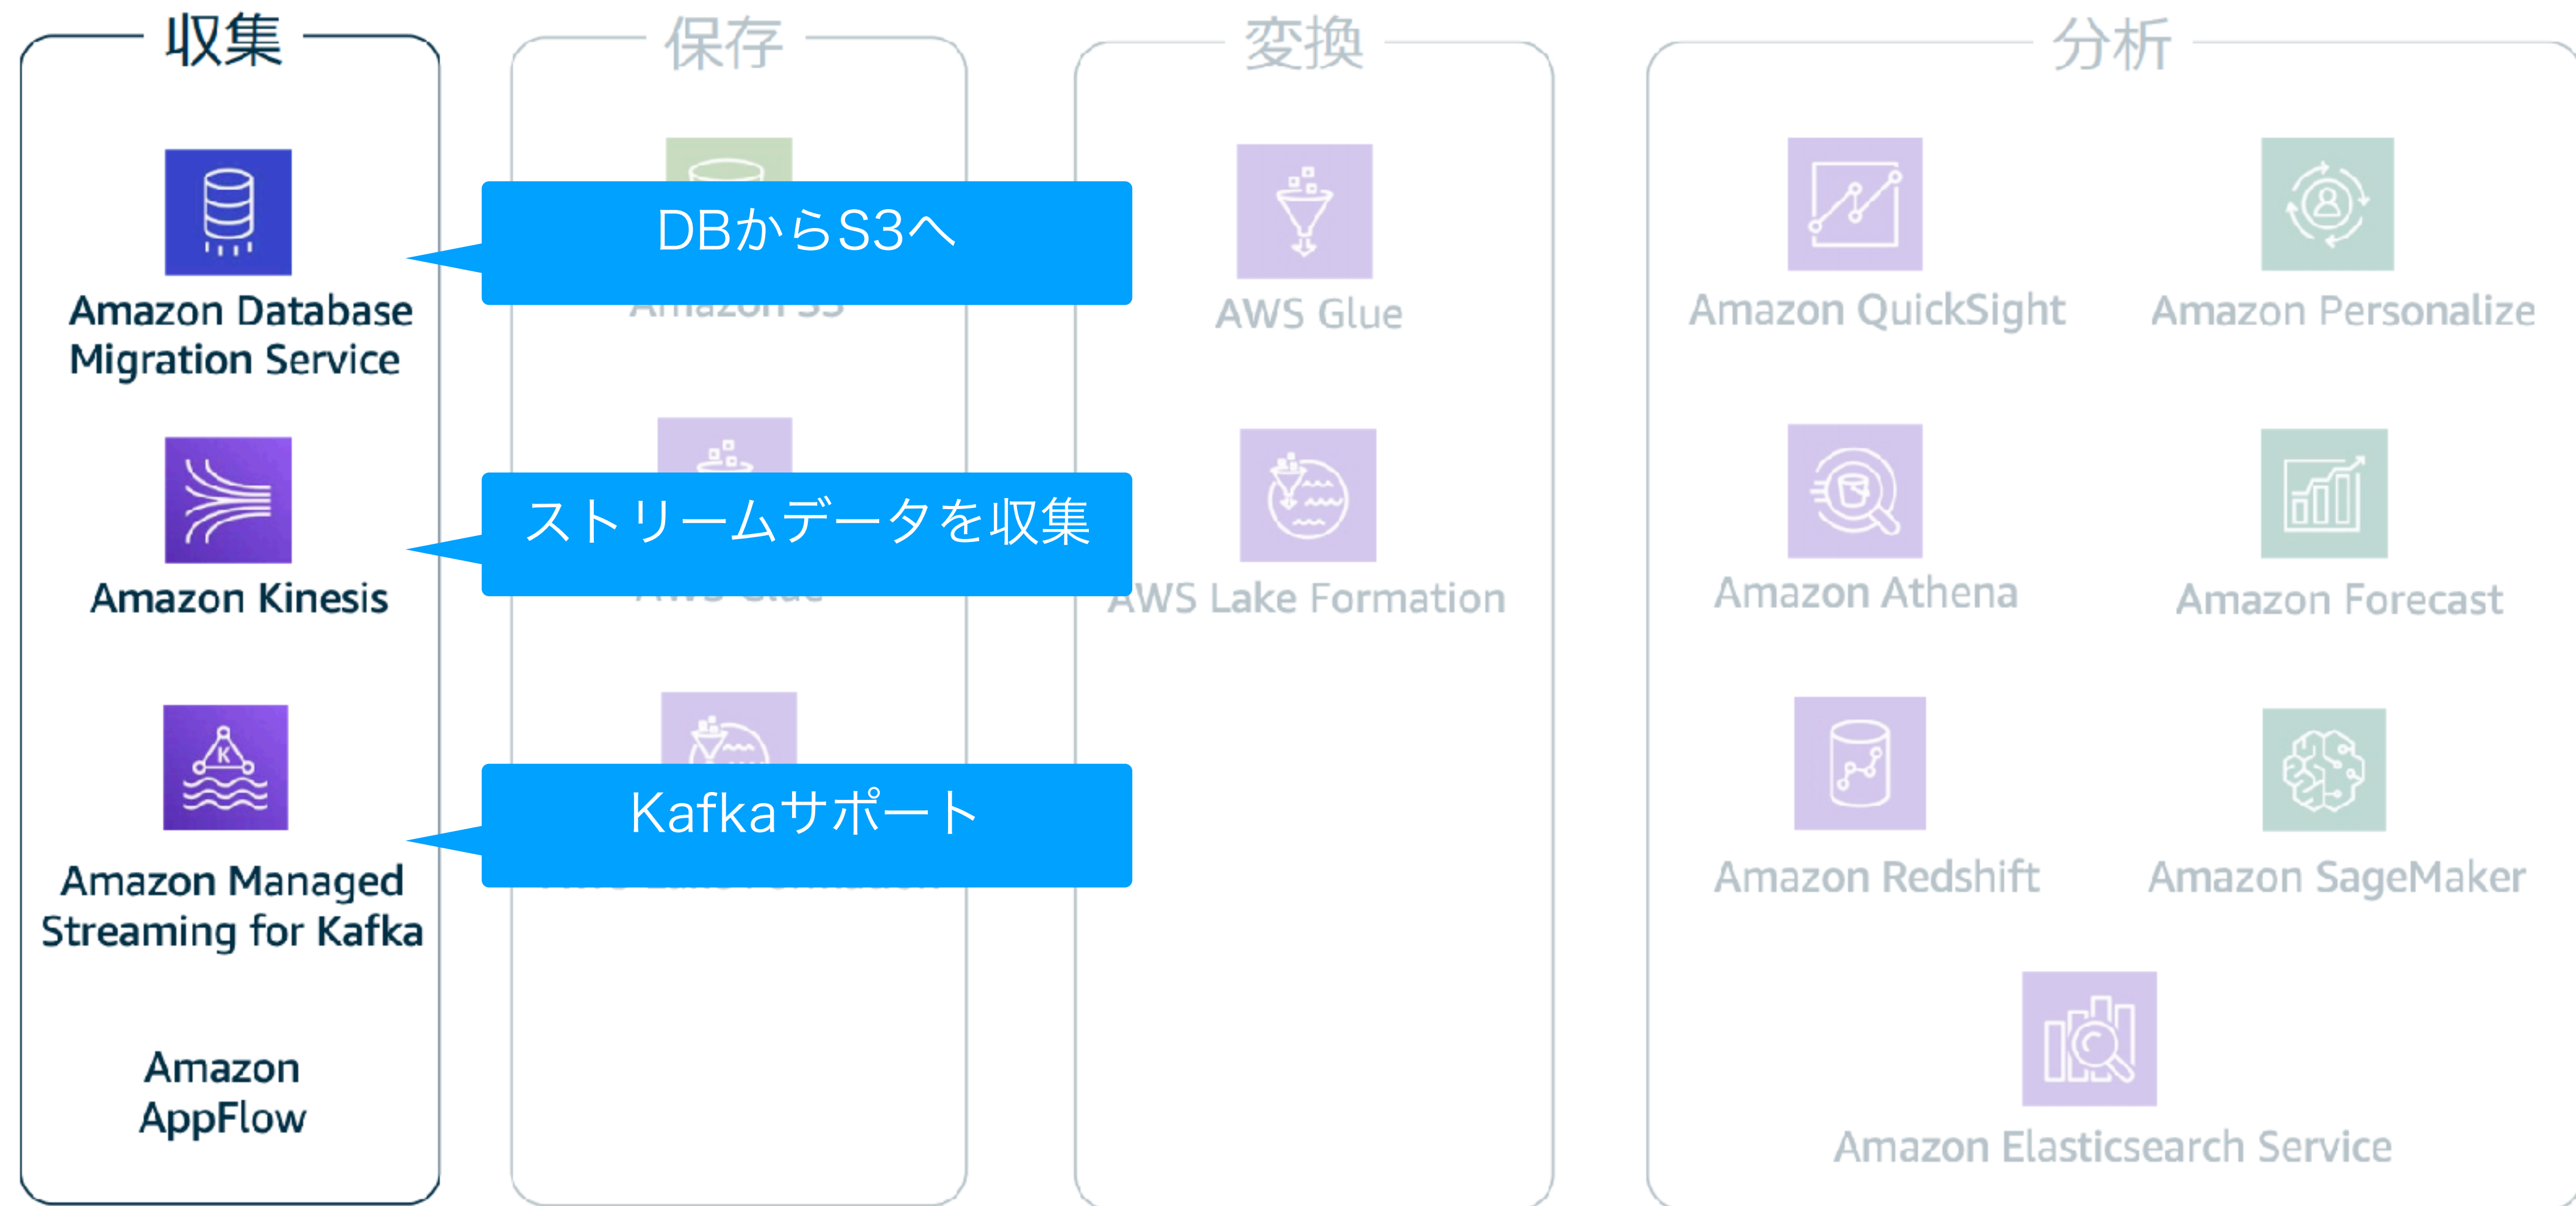 収集
Amazon Database
Migration Service
Amazon Kinesis
Amazon Managed
Streaming for Kafka
Amazon
AppFlow
DBからS3へ
ストリームデータを収集
Kafkaサポート
保存
Amazon S3
変換
AWS Glue
AWS Lake Formation
分析
Amazon QuickSight
Amazon Personalize
Amazon Athena
Amazon Forecast
Amazon Redshift
Amazon SageMaker
Amazon Elasticsearch Service